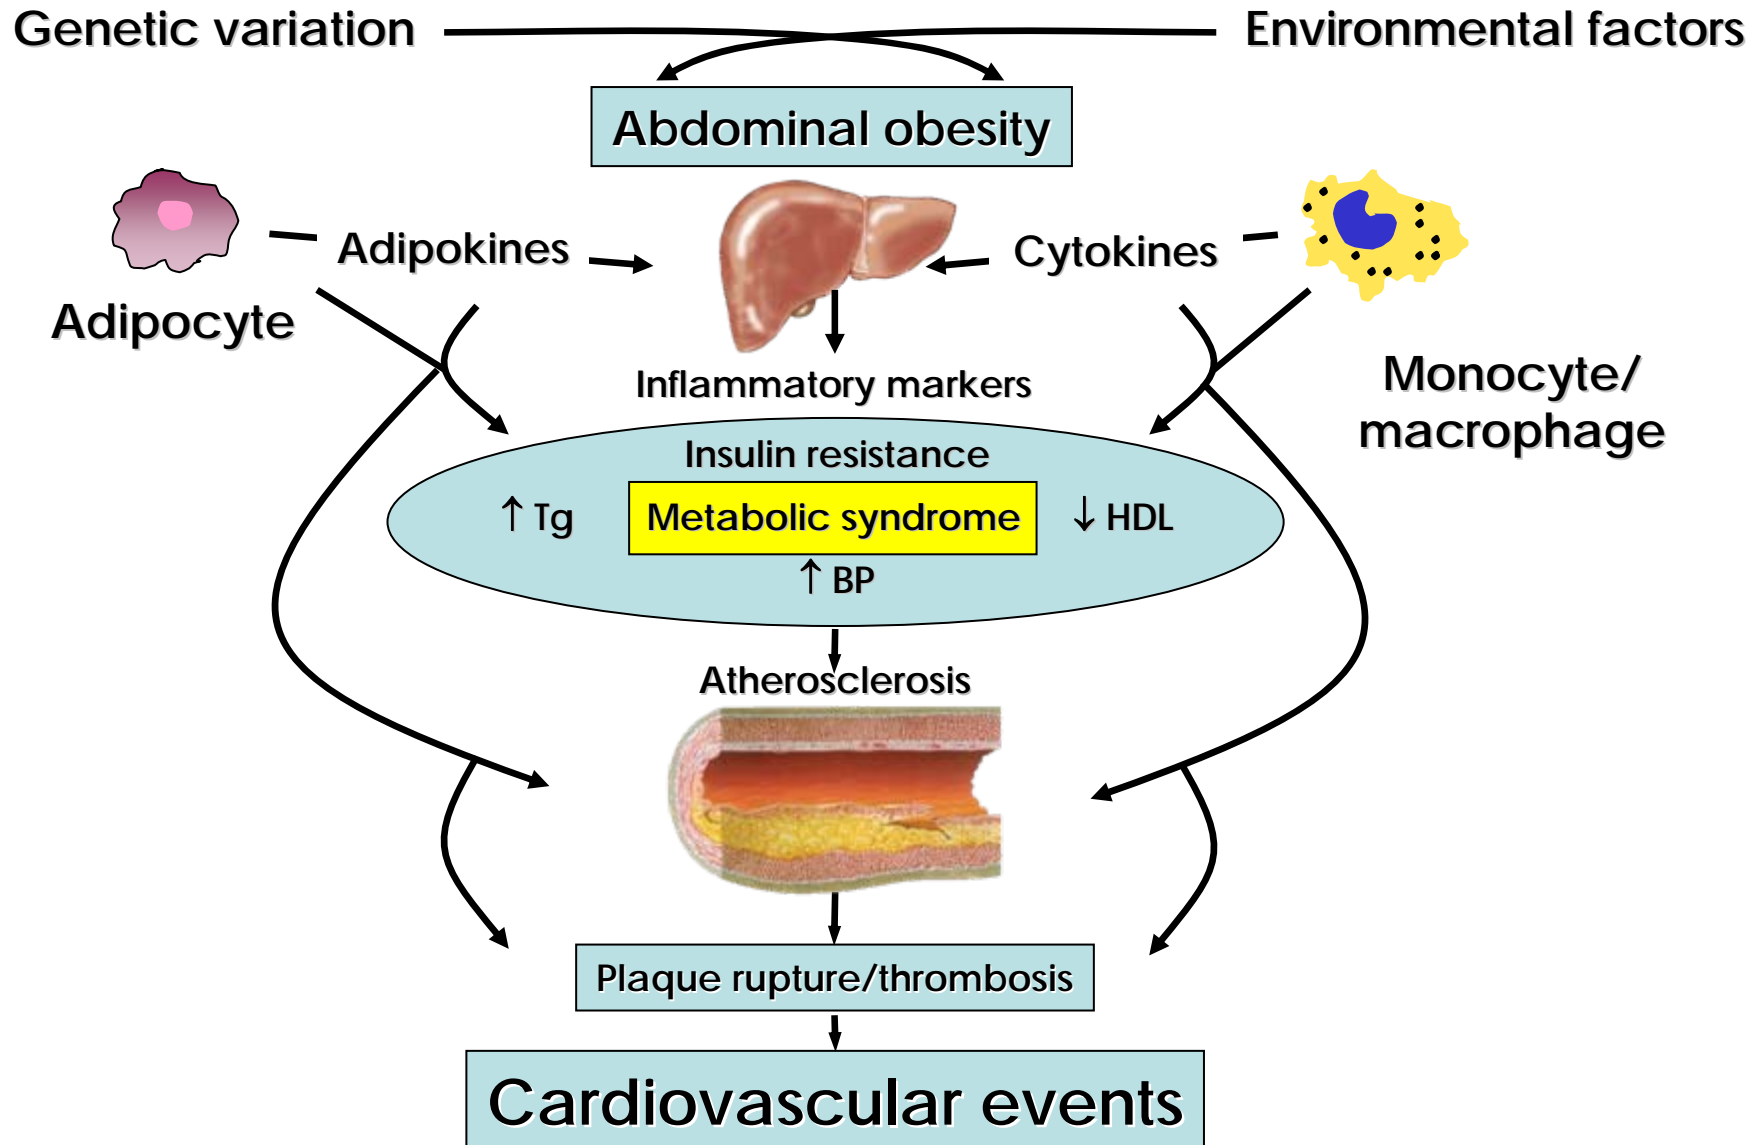 Genetic variation
Environmental factors
Abdominal obesity
Adipokines
Cytokines
Adipocyte
Inflammatory markers
Monocyte/
macrophage
Insulin resistance
↑ Tg
Metabolic syndrome
↓ HDL
↑ BP
Atherosclerosis
Plaque rupture/thrombosis
Cardiovascular events